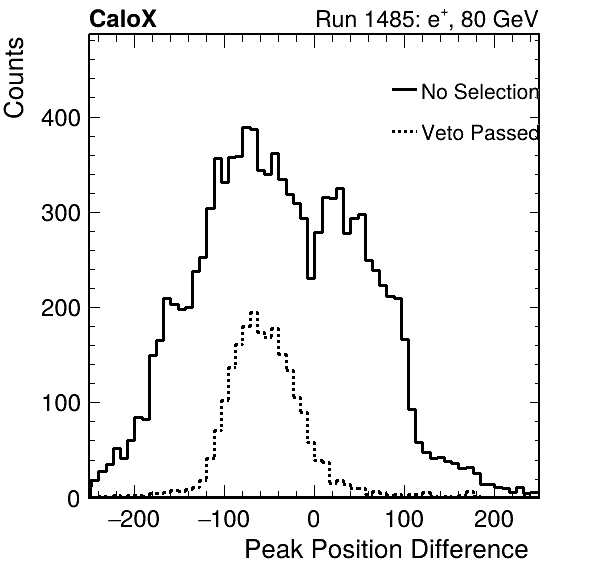 CaloX
Run 1485: e+, 80 GeV
Counts
No Selection
Veto Passed
400
300
200
100
0
−200
−100
0
100
200
Peak Position Difference